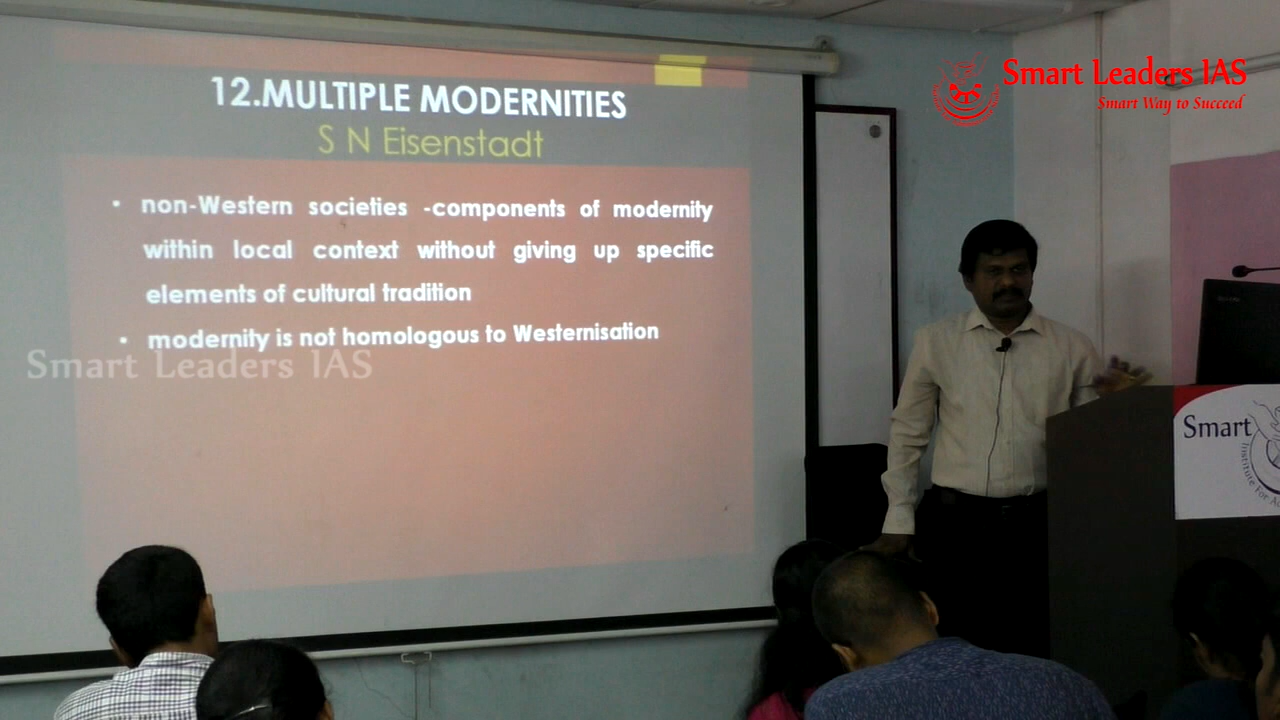 12.MULTIPLE MODERNITIES
S N Eisenstadt
• non-Western societies -components of modernity
within local context without giving up specific
elements of cultural tradition
• modernity is not homologous to Westernisation
Smart Leaders IAS
Smart Leaders IAS
Smart Way to Succeed
Smart
Institute For